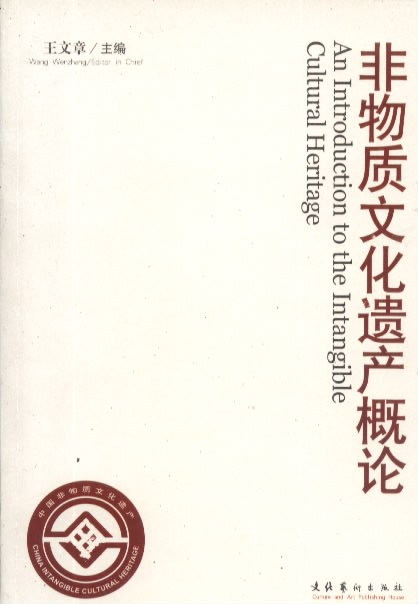 王文章／主编
Wang Wenzhang/Editor in Chief
非物质文化遗产概论
An Introduction to the Intangible
Cultural Heritage
中国非物质文化遗产
CHINA INTANGIBLE CULTURAL HERITAGE
文化艺术出版社
Culture and Art Publishing House